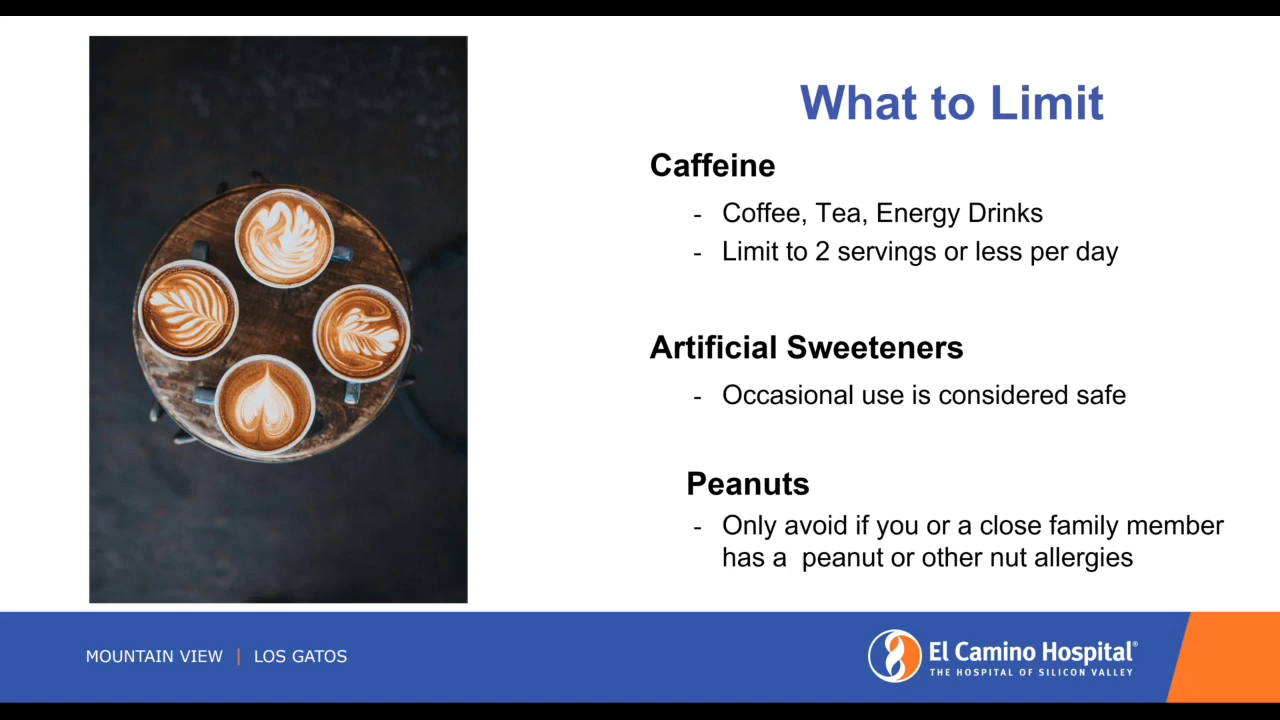 What to Limit
Caffeine
- Coffee, Tea, Energy Drinks
- Limit to 2 servings or less per day
Artificial Sweeteners
- Occasional use is considered safe
Peanuts
- Only avoid if you or a close family member
has a  peanut or other nut allergies
MOUNTAIN VIEW | LOS GATOS
El Camino Hospital®
THE HOSPITAL OF SILICON VALLEY